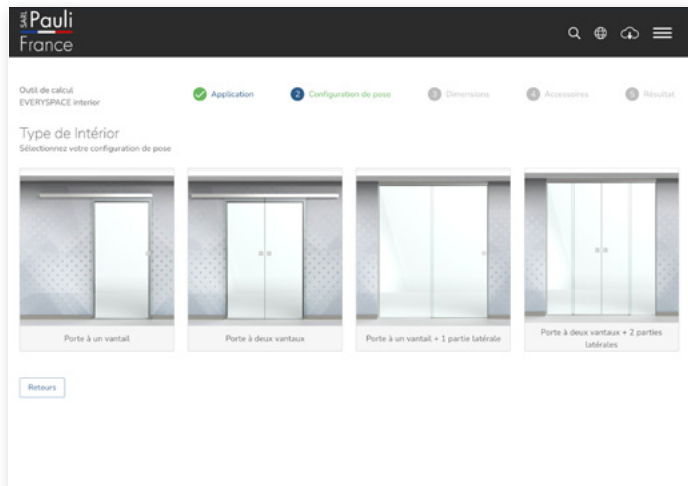 SARL Pauli
France
Outil de calcul
EVERYSPACE interior
Application
2 Configuration de pose
3 Dimensions
4 Accessoires
5 Résultat
Type de Intérior
Sélectionnez votre configuration de pose
Porte à un vantail
Porte à deux vantaux
Porte à un vantail + 1 partie latérale
Porte à deux vantaux + 2 parties
latérales
Retours